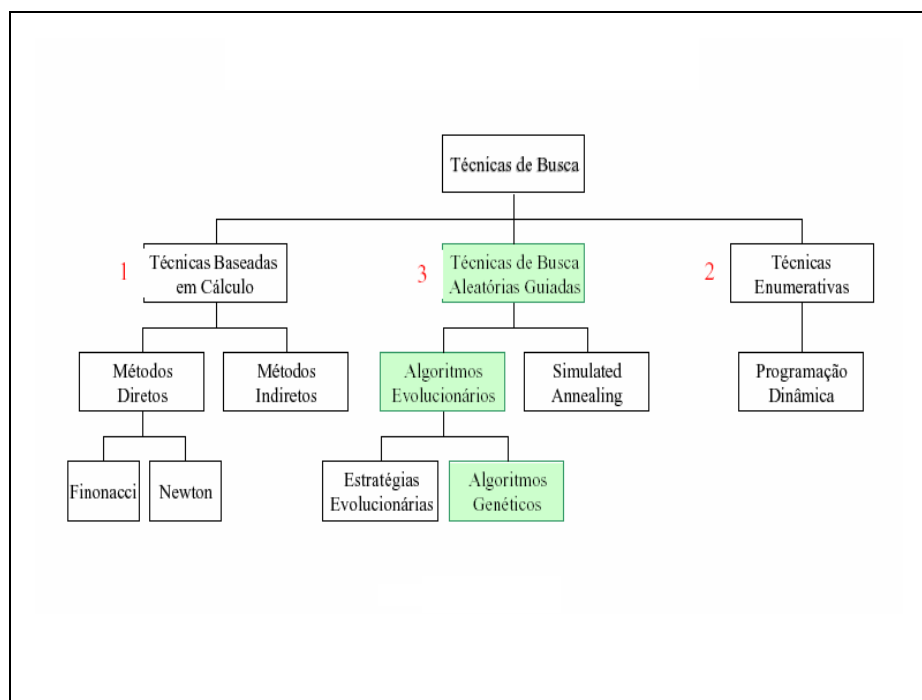 Técnicas de Busca
1
Técnicas Baseadas
em Cálculo
3
Técnicas de Busca
Aleatórias Guiadas
2
Técnicas
Enumerativas
Métodos
Diretos
Métodos
Indiretos
Algoritmos
Evolucionários
Simulated
Annealing
Programação
Dinâmica
Finonacci
Newton
Estratégias
Evolucionárias
Algoritmos
Genéticos